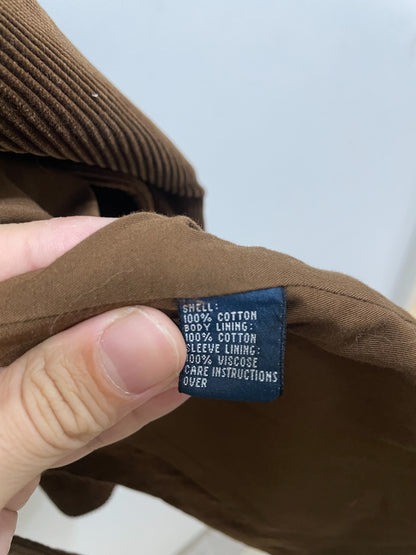 SHELL:
100% COTTON
BODY LINING:
100% COTTON
SLEEVE LINING:
100% VISCOSE
CARE INSTRUCTIONS
OVER